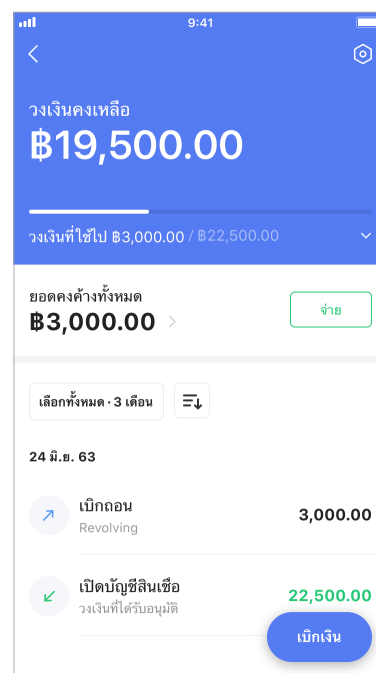 9:41
วงเงินคงเหลือ
฿19,500.00
วงเงินที่ใช้ไป ฿3,000.00 / ฿22,500.00
ยอดคงค้างทั้งหมด
฿3,000.00
จ่าย
เลือกทั้งหมด · 3 เดือน
24 มิ.ย. 63
เบิกถอน
3,000.00
Revolving
เปิดบัญชีสินเชื่อ
22,500.00
วงเงินที่ได้รับอนุมัติ
เบิกเงิน